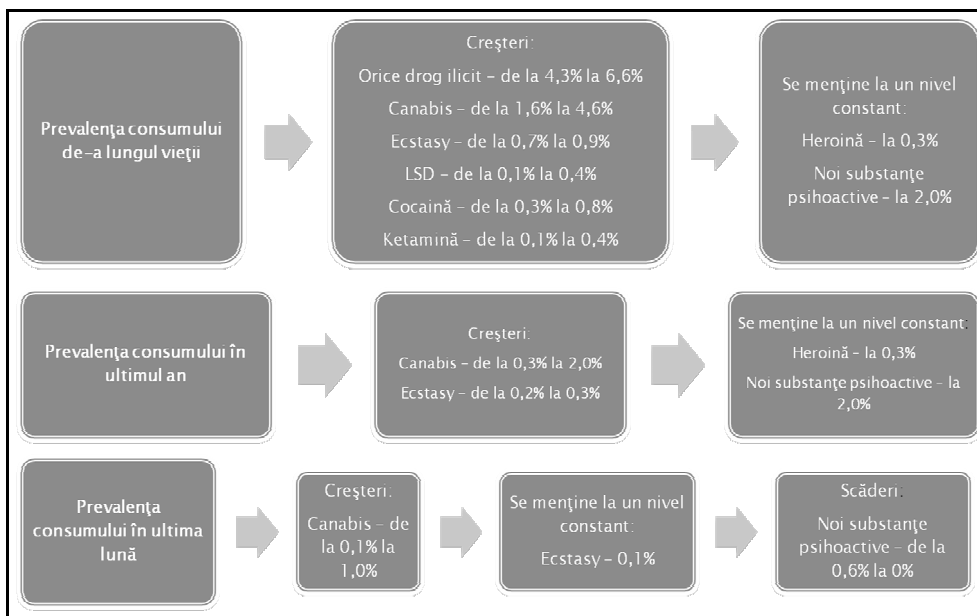 Prevalenţa consumului
de-a lungul vieţii
Creşteri:
Orice drog ilicit – de la 4,3% la 6,6%
Canabis – de la 1,6% la 4,6%
Ecstasy – de la 0,7% la 0,9%
LSD – de la 0,1% la 0,4%
Cocaină – de la 0,3% la 0,8%
Ketamină – de la 0,1% la 0,4%
Se menţine la un nivel
constant:
Heroină – la 0,3%
Noi substanţe
psihoactive – la 2,0%
Prevalenţa consumului în
ultimul an
Creşteri:
Canabis – de la 0,3% la 2,0%
Ecstasy – de la 0,2% la 0,3%
Se menţine la un nivel constant:
Heroină – la 0,3%
Noi substanţe psihoactive – la
2,0%
Prevalenţa
consumului în ultima
lună
Creşteri:
Canabis – de
la 0,1% la
1,0%
Se menţine la un nivel
constant:
Ecstasy – 0,1%
Scăderi:
Noi substanţe
psihoactive – de la
0,6% la 0%